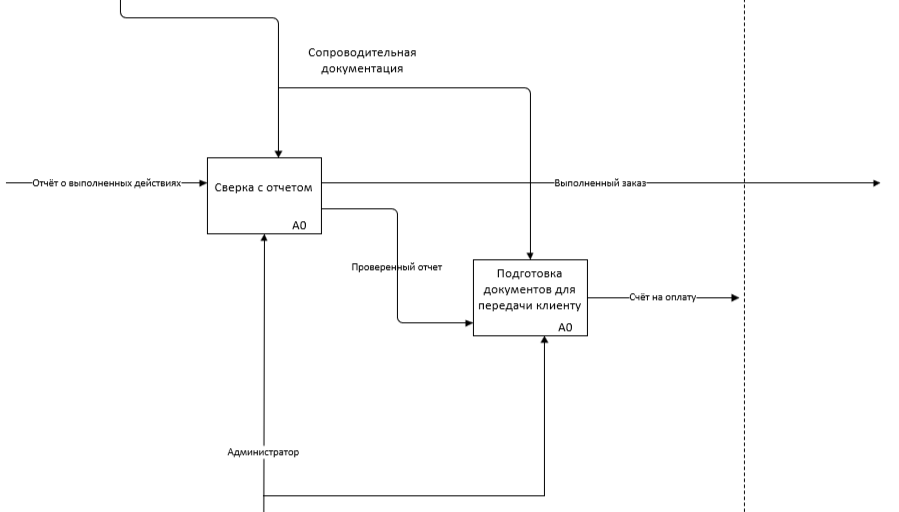 Сопроводительная
документация
Отчёт о выполненных действиях
Сверка с отчетом
A0
Выполненный заказ
Проверенный отчет
Подготовка
документов для
передачи клиенту
A0
Счёт на оплату
Администратор